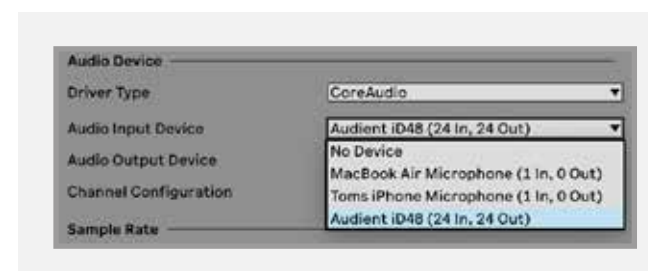 Audio Device
Driver Type CoreAudio
Audio Input Device Audient iD48 (24 In, 24 Out)
No Device
Audio Output Device MacBook Air Microphone (1 In, 0 Out)
Channel Configuration Toms iPhone Microphone (1 In, 0 Out)
Audient iD48 (24 In, 24 Out)
Sample Rate